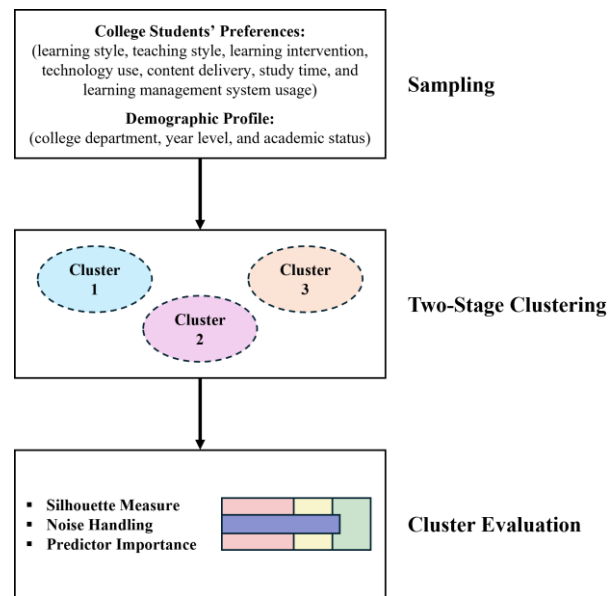 College Students’ Preferences:
(learning style, teaching style, learning intervention,
technology use, content delivery, study time, and
learning management system usage)
Demographic Profile:
(college department, year level, and academic status)
Sampling
Cluster
1
Cluster
2
Cluster
3
Two-Stage Clustering
▪ Silhouette Measure
▪ Noise Handling
▪ Predictor Importance
Cluster Evaluation